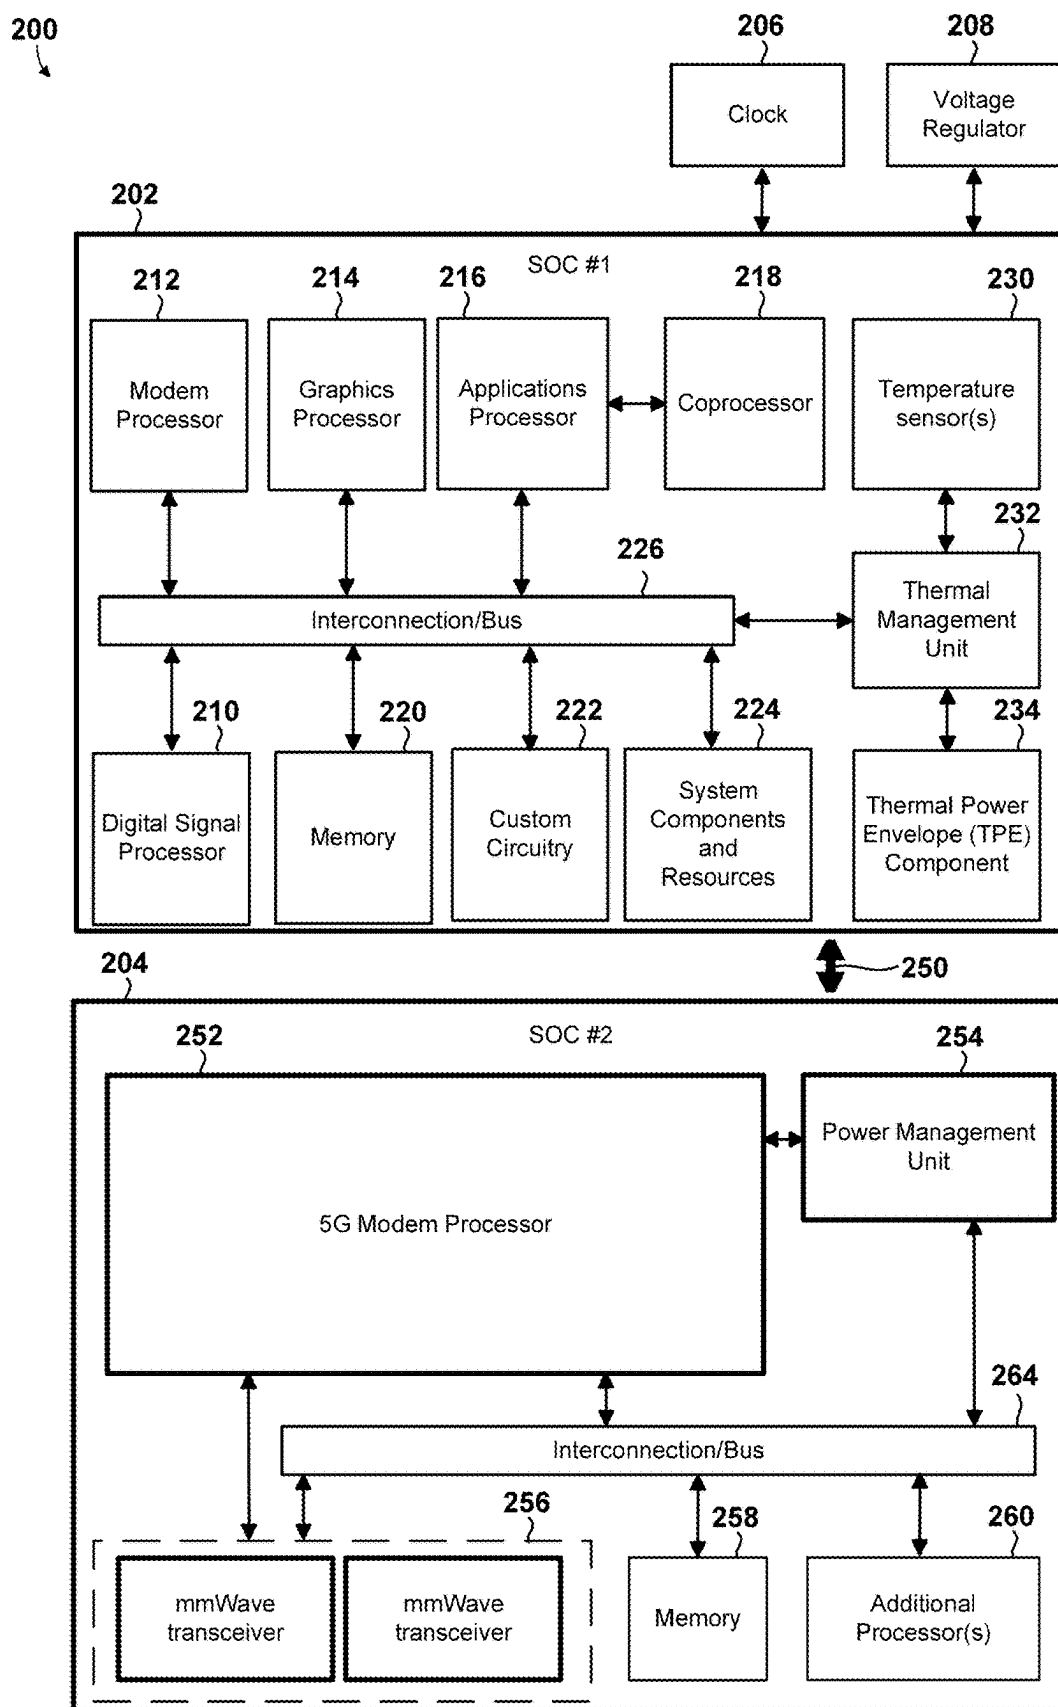 200
206
208
Clock
Voltage
Regulator
202
SOC #1
212
214
216
218
230
Modem
Processor
Graphics
Processor
Applications
Processor
Coprocessor
Temperature
sensor(s)
232
226
Interconnection/Bus
Thermal
Management
Unit
210
220
222
224
234
Digital Signal
Processor
Memory
Custom
Circuitry
System
Components
and
Resources
Thermal Power
Envelope (TPE)
Component
204
250
SOC #2
252
254
5G Modem Processor
Power Management
Unit
264
Interconnection/Bus
256
258
260
mmWave
transceiver
mmWave
transceiver
Memory
Additional
Processor(s)